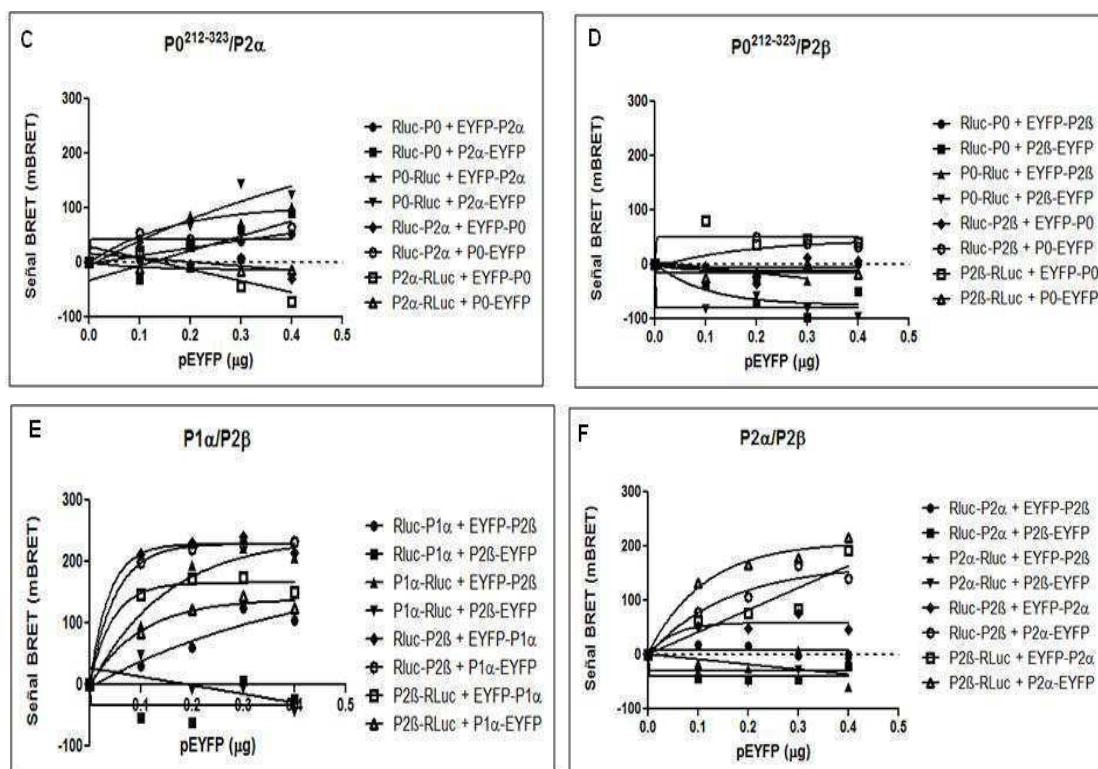 C
P0²¹²⁻³²³/P2α
Señal BRET (mBRET)
300
200
100
0
-100
0.0 0.1 0.2 0.3 0.4 0.5
pEYFP (µg)
Rluc-P0 + EYFP-P2α
Rluc-P0 + P2α-EYFP
P0-Rluc + EYFP-P2α
P0-Rluc + P2α-EYFP
Rluc-P2α + EYFP-P0
Rluc-P2α + P0-EYFP
P2α-RLuc + EYFP-P0
P2α-RLuc + P0-EYFP
D
P0²¹²⁻³²³/P2β
Señal BRET (mBRET)
300
200
100
0
-100
0.0 0.1 0.2 0.3 0.4 0.5
pEYFP (µg)
Rluc-P0 + EYFP-P2ß
Rluc-P0 + P2ß-EYFP
P0-Rluc + EYFP-P2ß
P0-Rluc + P2ß-EYFP
Rluc-P2ß + EYFP-P0
Rluc-P2ß + P0-EYFP
P2ß-RLuc + EYFP-P0
P2ß-RLuc + P0-EYFP
E
P1α/P2β
Señal BRET (mBRET)
300
200
100
0
-100
0.1 0.2 0.3 0.4 0.5
pEYFP (µg)
Rluc-P1α + EYFP-P2ß
Rluc-P1α + P2ß-EYFP
P1α-Rluc + EYFP-P2ß
P1α-Rluc + P2ß-EYFP
Rluc-P2ß + EYFP-P1α
Rluc-P2ß + P1α-EYFP
P2ß-RLuc + EYFP-P1α
P2ß-RLuc + P1α-EYFP
F
P2α/P2β
Señal BRET (mBRET)
300
200
100
0
-100
0.0 0.1 0.2 0.3 0.4 0.5
pEYFP (µg)
Rluc-P2α + EYFP-P2ß
Rluc-P2α + P2ß-EYFP
P2α-Rluc + EYFP-P2ß
P2α-Rluc + P2ß-EYFP
Rluc-P2ß + EYFP-P2α
Rluc-P2ß + P2α-EYFP
P2ß-RLuc + EYFP-P2α
P2ß-RLuc + P2α-EYFP